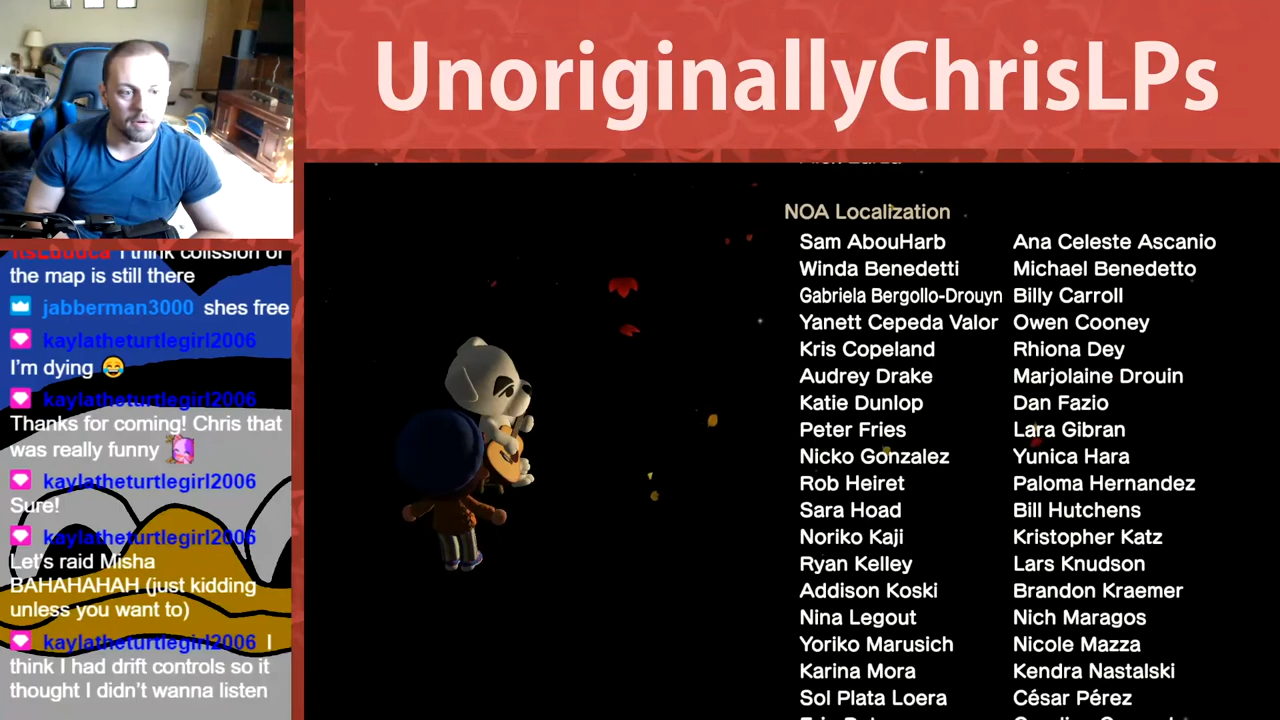 UnoriginallyChrisLPs
ItsLuuuca I think colission of
the map is still there
jabberman3000 shes free
kaylatheturtlegirl2006
I'm dying 😂
kaylatheturtlegirl2006
Thanks for coming! Chris that
was really funny
kaylatheturtlegirl2006
Sure!
kaylatheturtlegirl2006
Let's raid Misha
BAHAHAHAH (just kidding
unless you want to)
kaylatheturtlegirl2006 I
think I had drift controls so it
thought I didn't wanna listen
NOA Localization
Sam AbouHarb Ana Celeste Ascanio
Winda Benedetti Michael Benedetto
Gabriela Bergollo-Drouyn Billy Carroll
Yanett Cepeda Valor Owen Cooney
Kris Copeland Rhiona Dey
Audrey Drake Marjolaine Drouin
Katie Dunlop Dan Fazio
Peter Fries Lara Gibran
Nicko Gonzalez Yunica Hara
Rob Heiret Paloma Hernandez
Sara Hoad Bill Hutchens
Noriko Kaji Kristopher Katz
Ryan Kelley Lars Knudson
Addison Koski Brandon Kraemer
Nina Legout Nich Maragos
Yoriko Marusich Nicole Mazza
Karina Mora Kendra Nastalski
Sol Plata Loera César Pérez